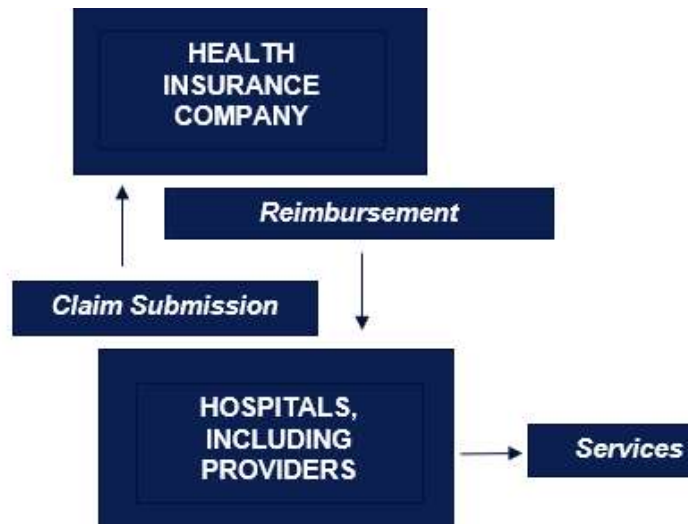 HEALTH
INSURANCE
COMPANY
Reimbursement
Claim Submission
HOSPITALS,
INCLUDING
PROVIDERS
Services